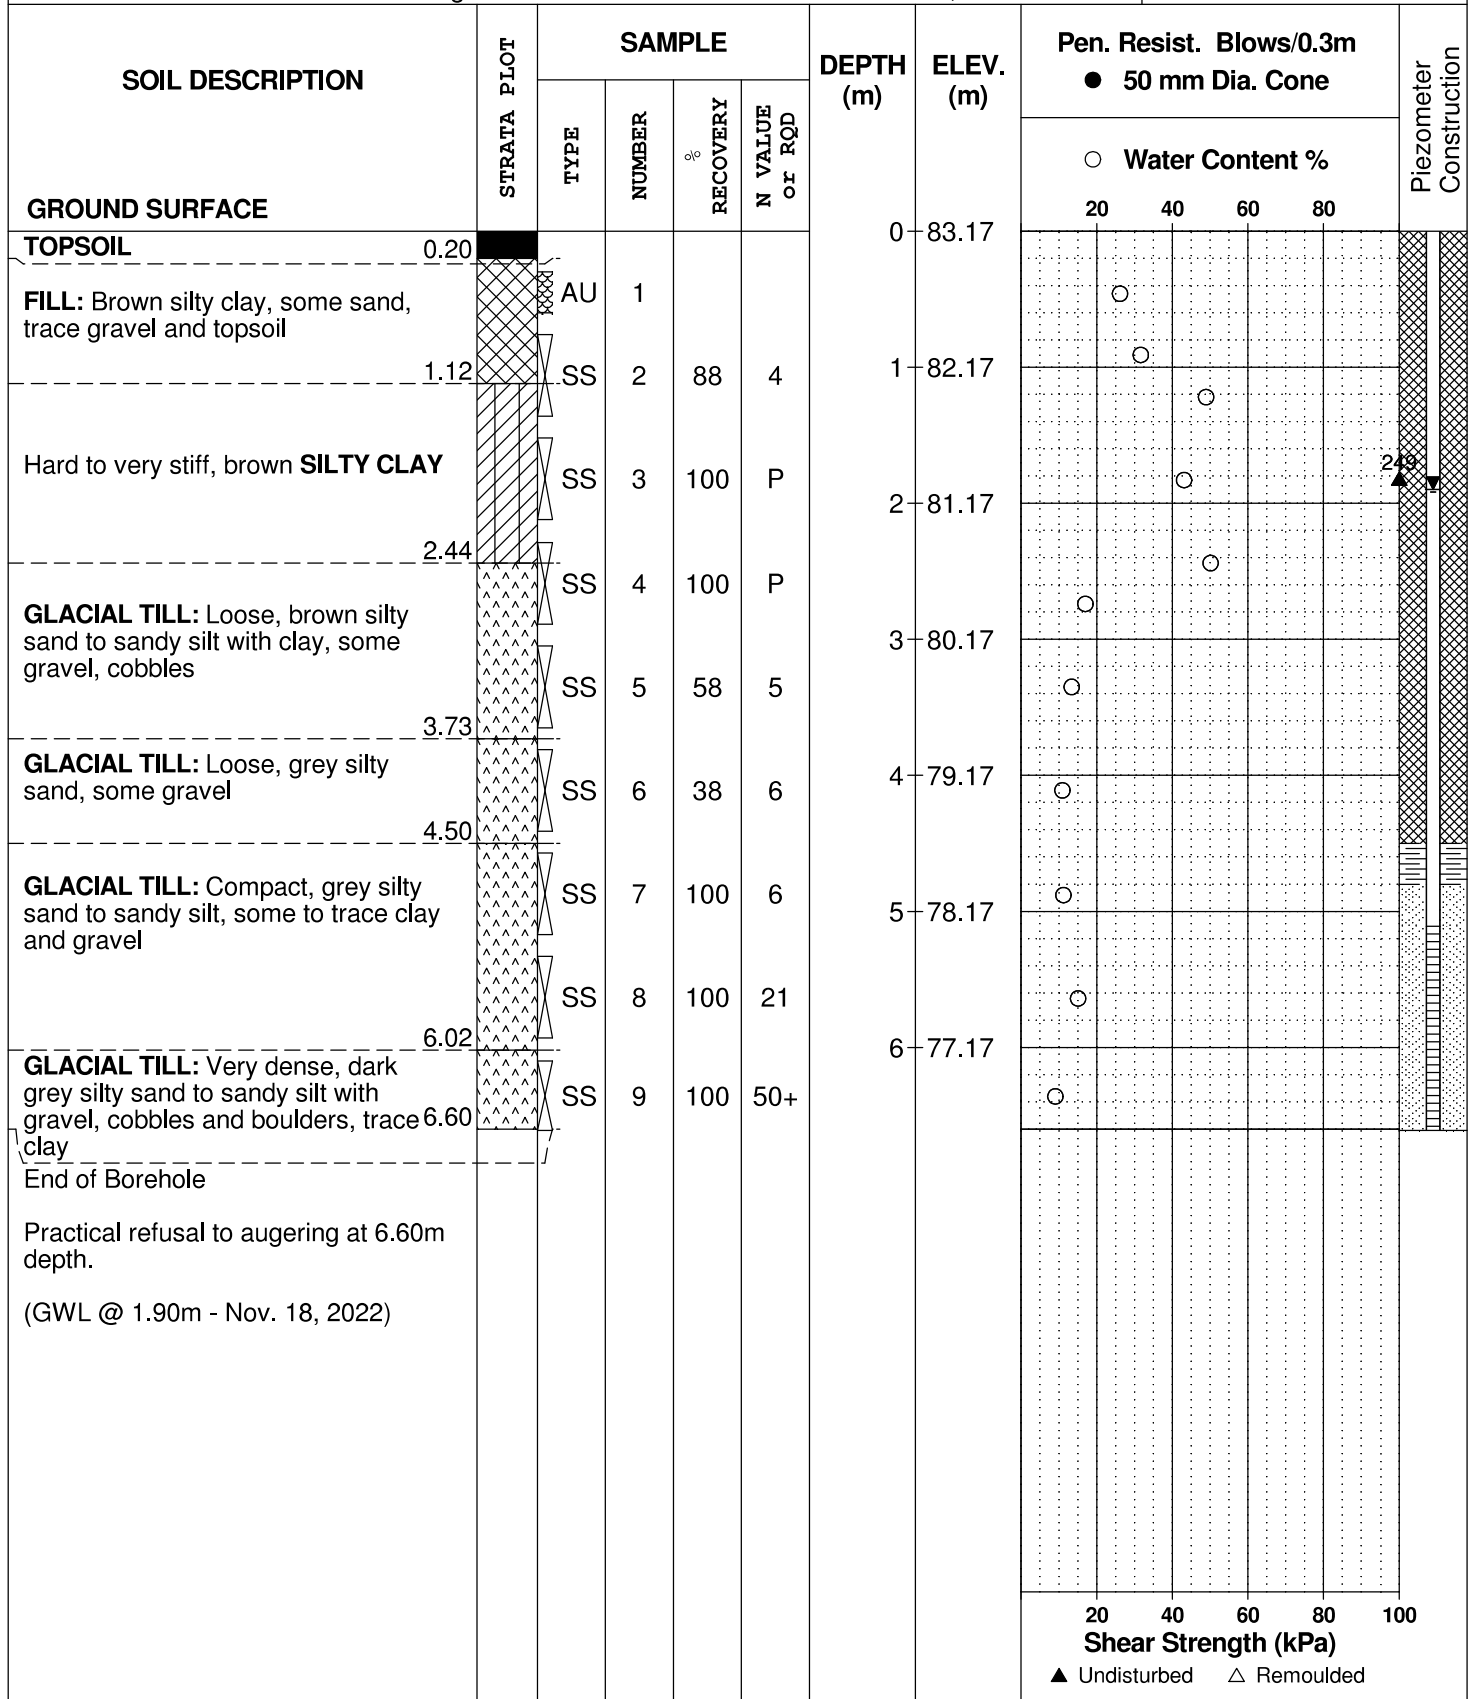 SOIL DESCRIPTION
GROUND SURFACE
STRATA PLOT
SAMPLE
TYPE
NUMBER
% RECOVERY
N VALUE or RQD
DEPTH (m)
ELEV. (m)
Pen. Resist. Blows/0.3m
● 50 mm Dia. Cone
○ Water Content %
20 40 60 80
Piezometer Construction
TOPSOIL 0.20
FILL: Brown silty clay, some sand,
trace gravel and topsoil
1.12
Hard to very stiff, brown SILTY CLAY
2.44
GLACIAL TILL: Loose, brown silty
sand to sandy silt with clay, some
gravel, cobbles
3.73
GLACIAL TILL: Loose, grey silty
sand, some gravel
4.50
GLACIAL TILL: Compact, grey silty
sand to sandy silt, some to trace clay
and gravel
6.02
GLACIAL TILL: Very dense, dark
grey silty sand to sandy silt with
gravel, cobbles and boulders, trace 6.60
clay
End of Borehole
Practical refusal to augering at 6.60m
depth.
(GWL @ 1.90m - Nov. 18, 2022)
AU 1
SS 2 88 4
SS 3 100 P
SS 4 100 P
SS 5 58 5
SS 6 38 6
SS 7 100 6
SS 8 100 21
SS 9 100 50+
0 83.17
1 82.17
2 81.17
3 80.17
4 79.17
5 78.17
6 77.17
249
20 40 60 80 100
Shear Strength (kPa)
▲ Undisturbed △ Remoulded